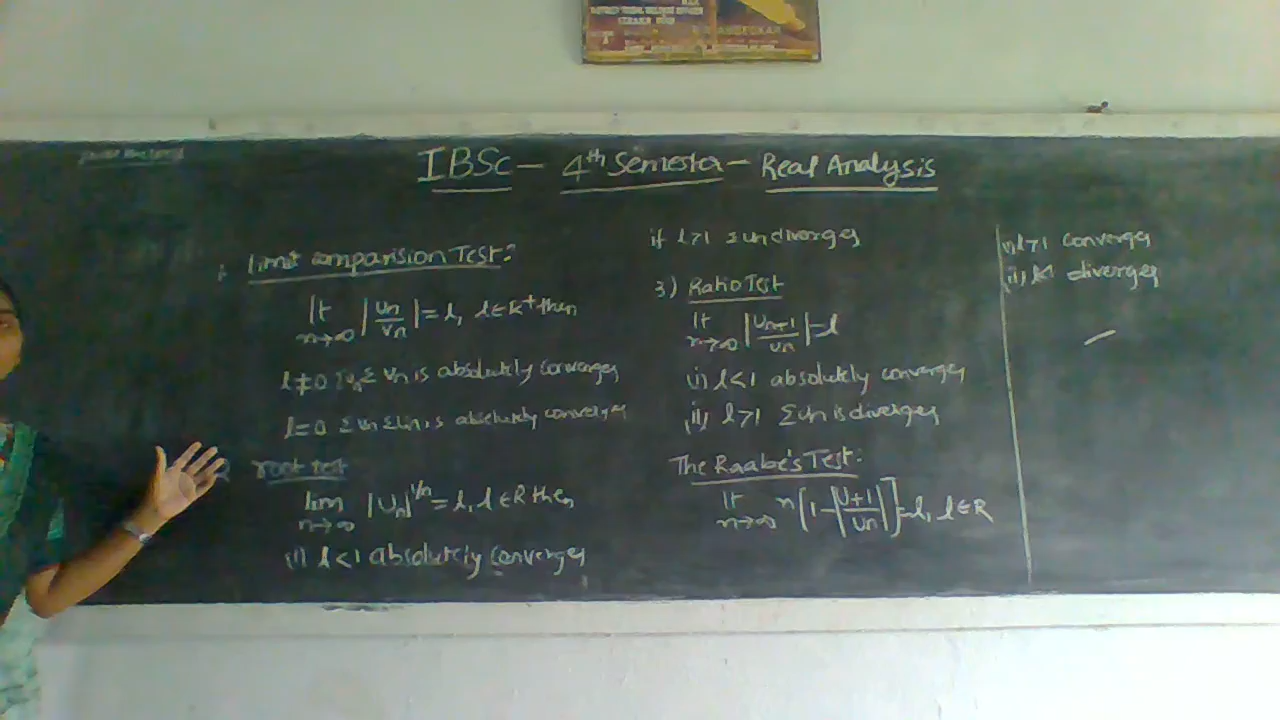 IBSc - 4th Semester - Real Analysis
1. limit comparision Test:
lt n→∞ |un/vn| = l, l∈R⁺ then
l≠0 Σ vn is absolutely converges
l=0 Σun is absolutely converges
root test
lim n→∞ |Un|^1/n = l, l∈R then
(i) l<1 absolutely converges
if l>1 Σun diverges
3) Ratio Test
lt n→∞ |Un+1/un| = l
(i) l<1 absolutely converges
(ii) l>1 Σun is diverges
The Raabe's Test:
lt n→∞ n[1-|U+1/un|]=l, l∈R
i) l>1 converges
(ii) l<1 diverges